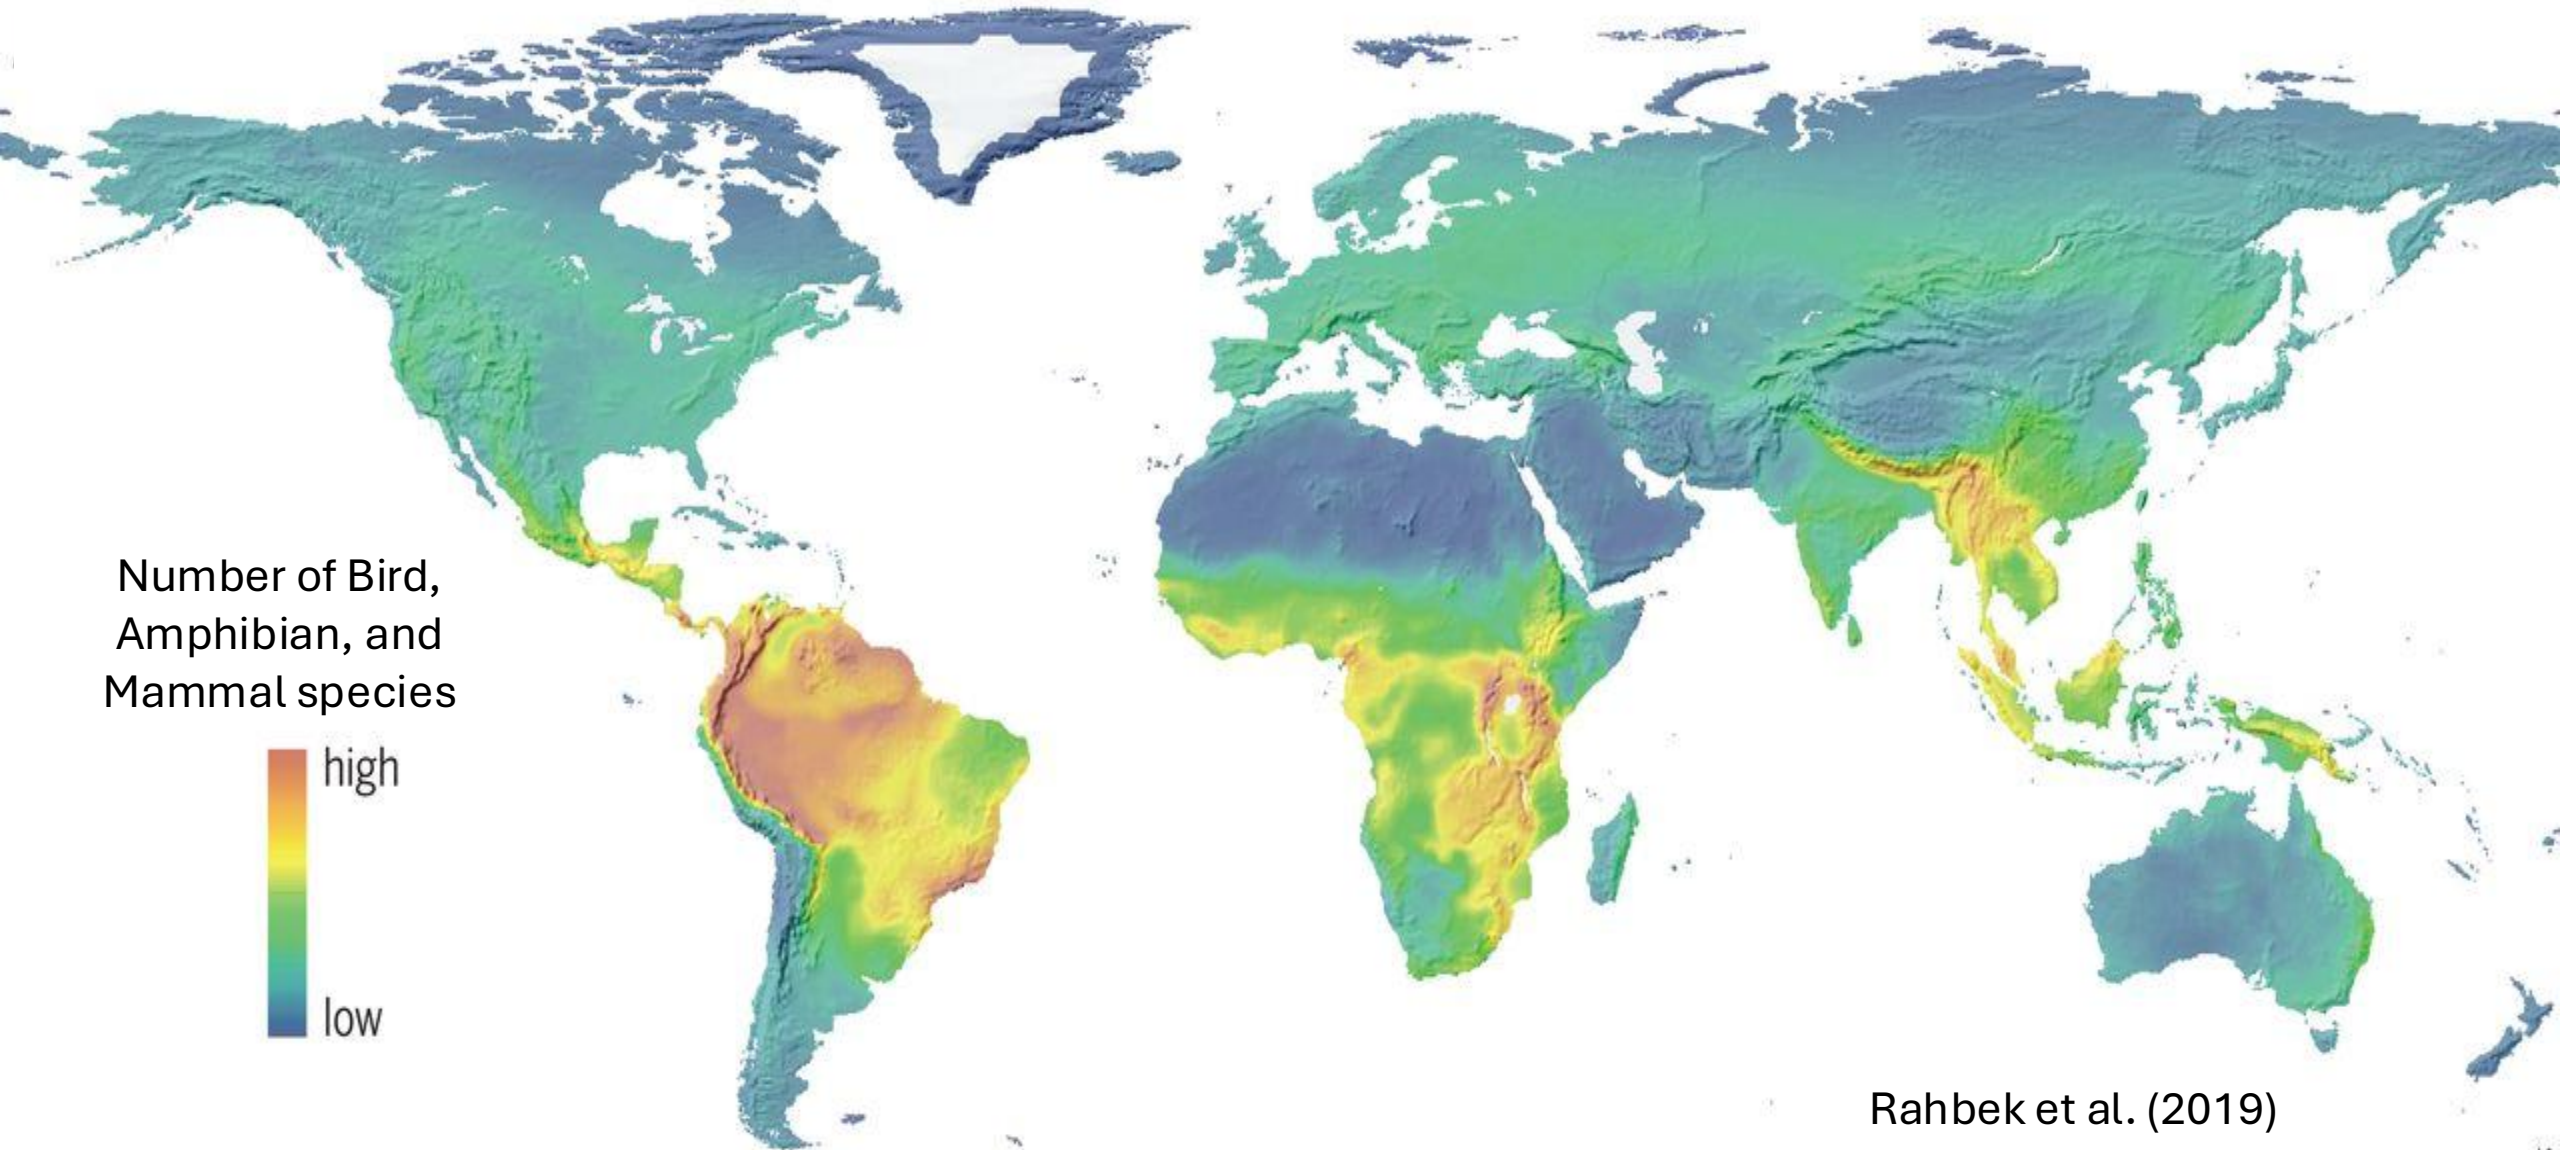 Number of Bird,
Amphibian, and
Mammal species
high
low
Rahbek et al. (2019)